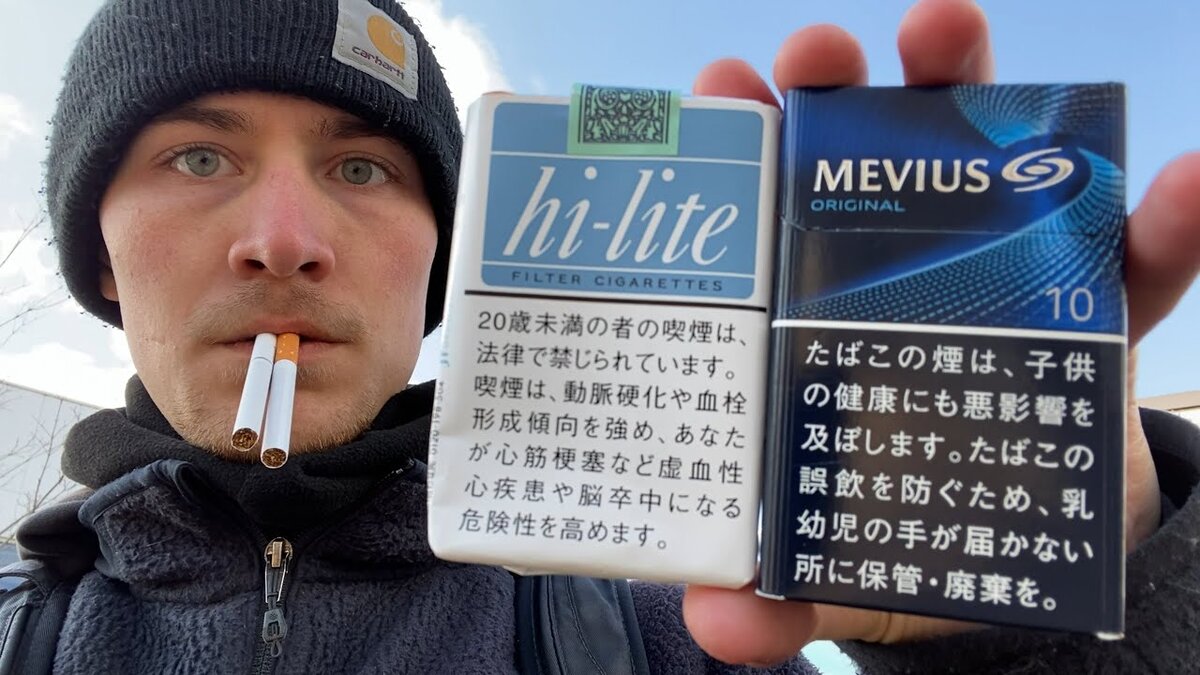 carhartt
hi-lite
FILTER CIGARETTES
20歳未満の者の喫煙は、
法律で禁じられています。
喫煙は、動脈硬化や血栓
形成傾向を強め、あなた
が心筋梗塞など虚血性
心疾患や脳卒中になる
危険性を高めます。
MEVIUS
ORIGINAL
10
たばこの煙は、子供
の健康にも悪影響を
及ぼします。たばこの
誤飲を防ぐため、乳
幼児の手が届かない
所に保管・廃棄を。